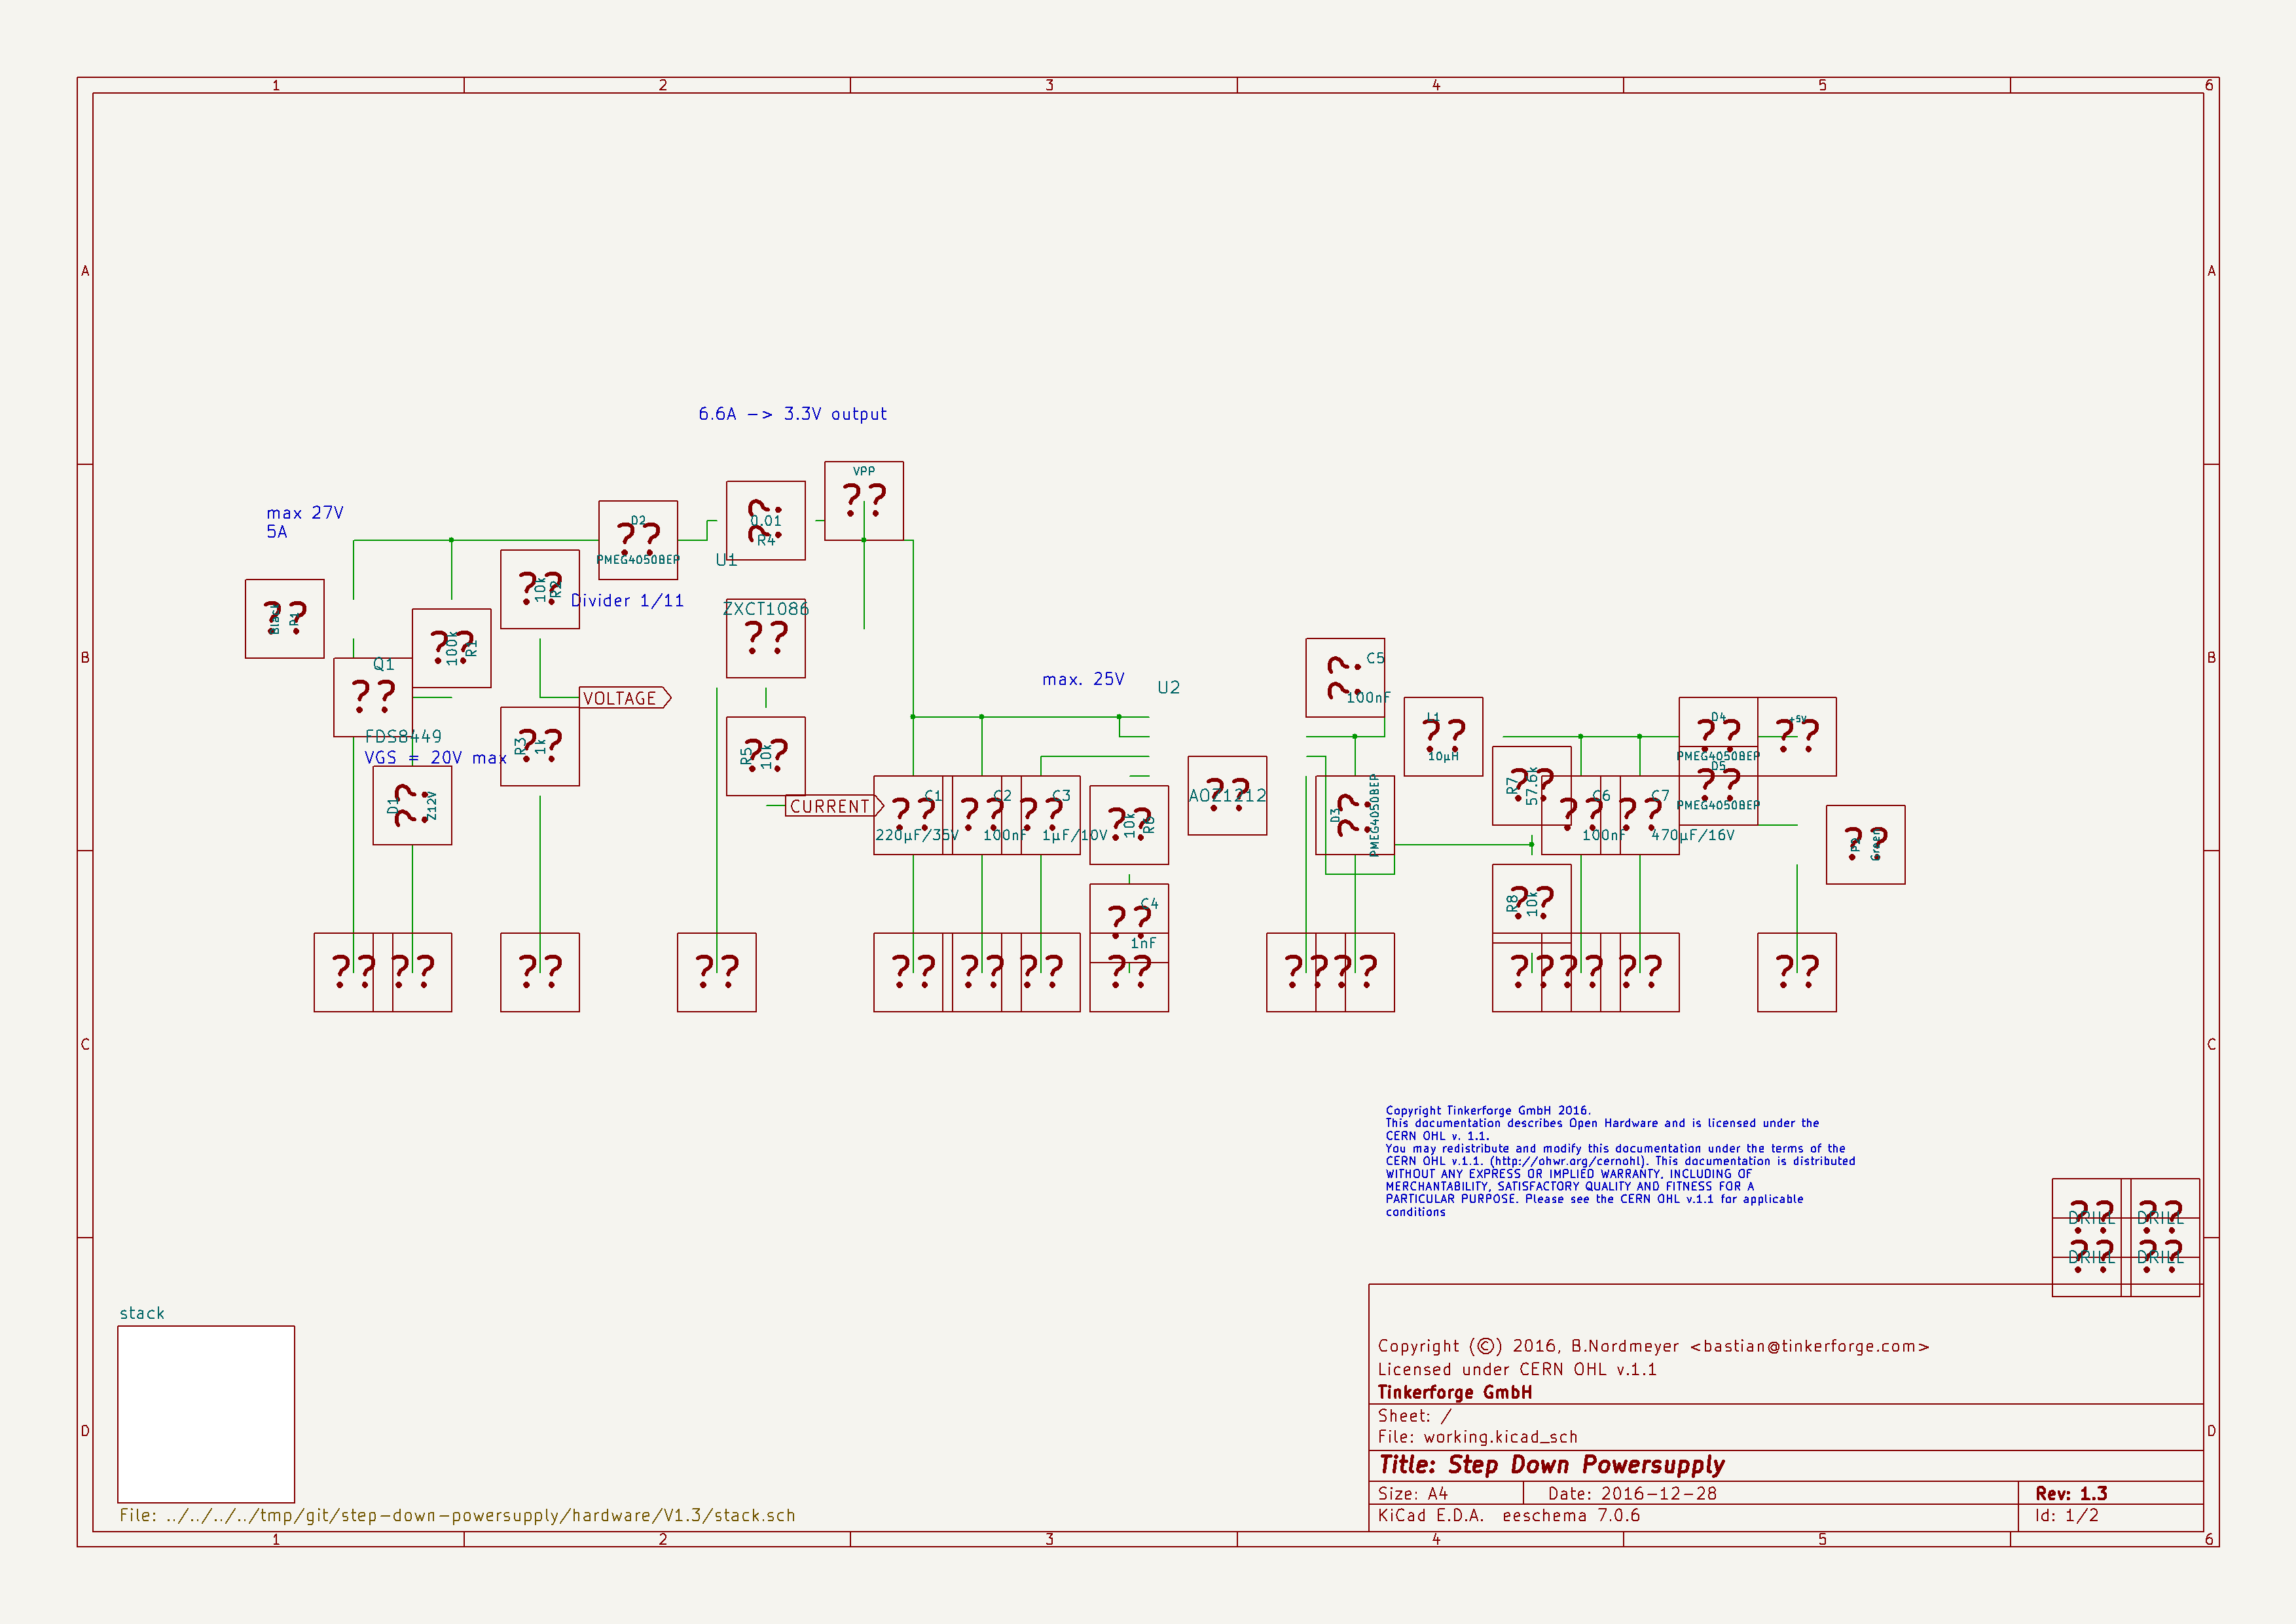 1 2 3 4 5 6
A A
B B
C C
D D
6.6A -> 3.3V output
max 27V
5A
VPP
??
D2
??
PMEG4050BEP
??
0.01
R4
U1
??
10k
R2
Divider 1/11
??
Black
P1
??
100k
R1
ZXCT1086
??
Q1
??
FDS8449
VGS = 20V max
VOLTAGE
??
R3
1k
??
R5
10k
CURRENT
??
D1
Z12V
max. 25V
U2
??
C1
220µF/35V
??
C2
100nF
??
C3
1µF/10V
??
10k
R6
??
C4
1nF
??
AOZ1212
??
C5
100nF
??
D3
PMEG4050BEP
L1
??
10µH
??
R7
57.6k
??
R8
10k
??
C6
100nF
??
C7
470µF/16V
D4
??
PMEG4050BEP
D5
??
PMEG4050BEP
+5V
??
??
P2
Green
?? ?? ?? ?? ?? ?? ?? ?? ?? ?? ?? ?? ?? ??
Copyright Tinkerforge GmbH 2016.
This documentation describes Open Hardware and is licensed under the
CERN OHL v. 1.1.
You may redistribute and modify this documentation under the terms of the
CERN OHL v.1.1. (http://ohwr.org/cernohl). This documentation is distributed
WITHOUT ANY EXPRESS OR IMPLIED WARRANTY, INCLUDING OF
MERCHANTABILITY, SATISFACTORY QUALITY AND FITNESS FOR A
PARTICULAR PURPOSE. Please see the CERN OHL v.1.1 for applicable
conditions
?? ??
DRILL DRILL
?? ??
DRILL DRILL
stack
File: ../../../../tmp/git/step-down-powersupply/hardware/V1.3/stack.sch
Copyright (©) 2016, B.Nordmeyer <bastian@tinkerforge.com>
Licensed under CERN OHL v.1.1
Tinkerforge GmbH
Sheet: /
File: working.kicad_sch
Title: Step Down Powersupply
Size: A4 Date: 2016-12-28 Rev: 1.3
KiCad E.D.A. eeschema 7.0.6 Id: 1/2
1 2 3 4 5 6